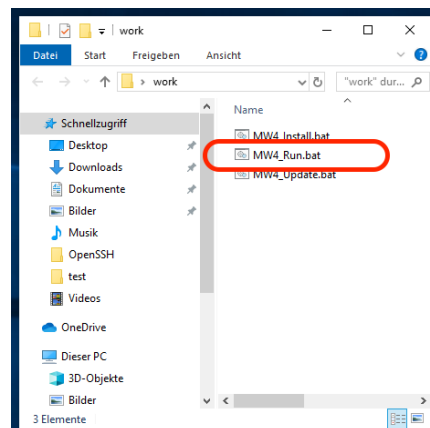 work
Datei Start Freigeben Ansicht
work "work" dur...
Name
Schnellzugriff
Desktop
Downloads
Dokumente
Bilder
Musik
OpenSSH
test
Videos
OneDrive
Dieser PC
3D-Objekte
Bilder
MW4_Install.bat
MW4_Run.bat
MW4_Update.bat
3 Elemente